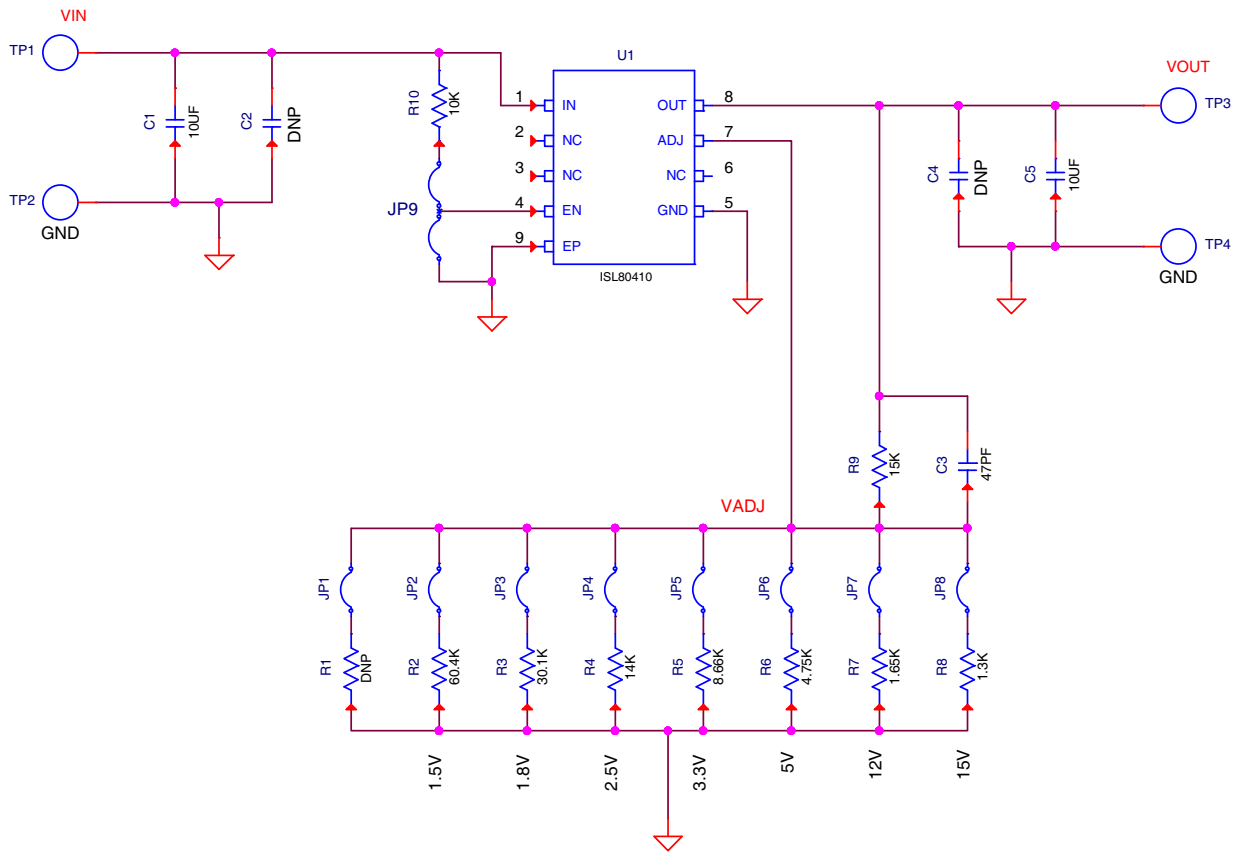 VIN
TP1
C1
10UF
C2
DNP
R10
10K
TP2
GND
JP9
U1
1
IN
2
NC
3
NC
4
EN
9
EP
OUT
8
ADJ
7
NC
6
GND
5
ISL80410
VOUT
TP3
C4
DNP
C5
10UF
TP4
GND
R9
15K
C3
47PF
VADJ
JP1
JP2
JP3
JP4
JP5
JP6
JP7
JP8
R1
DNP
R2
60.4K
R3
30.1K
R4
14K
R5
8.66K
R6
4.75K
R7
1.65K
R8
1.3K
1.5V
1.8V
2.5V
3.3V
5V
12V
15V